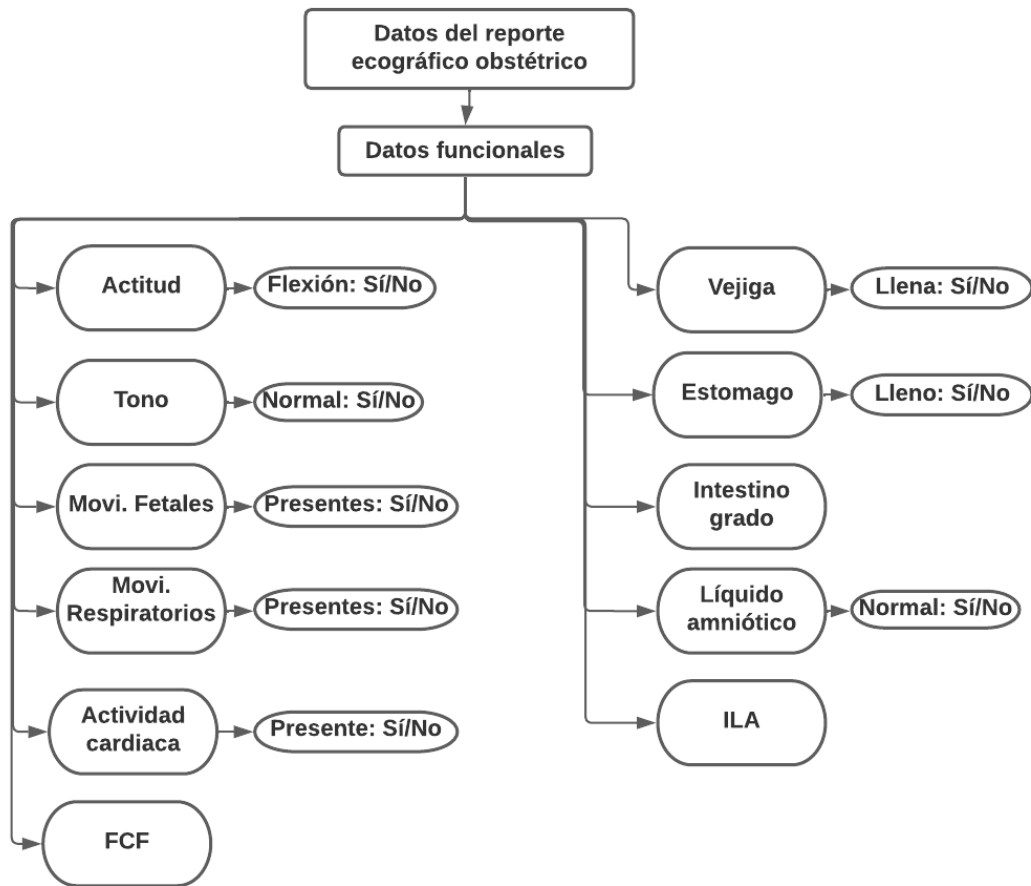 Datos del reporte
ecográfico obstétrico
Datos funcionales
Actitud
Flexión: Sí/No
Tono
Normal: Sí/No
Movi. Fetales
Presentes: Sí/No
Movi.
Respiratorios
Presentes: Sí/No
Actividad
cardiaca
Presente: Sí/No
FCF
Vejiga
Llena: Sí/No
Estomago
Lleno: Sí/No
Intestino
grado
Líquido
amniótico
Normal: Sí/No
ILA